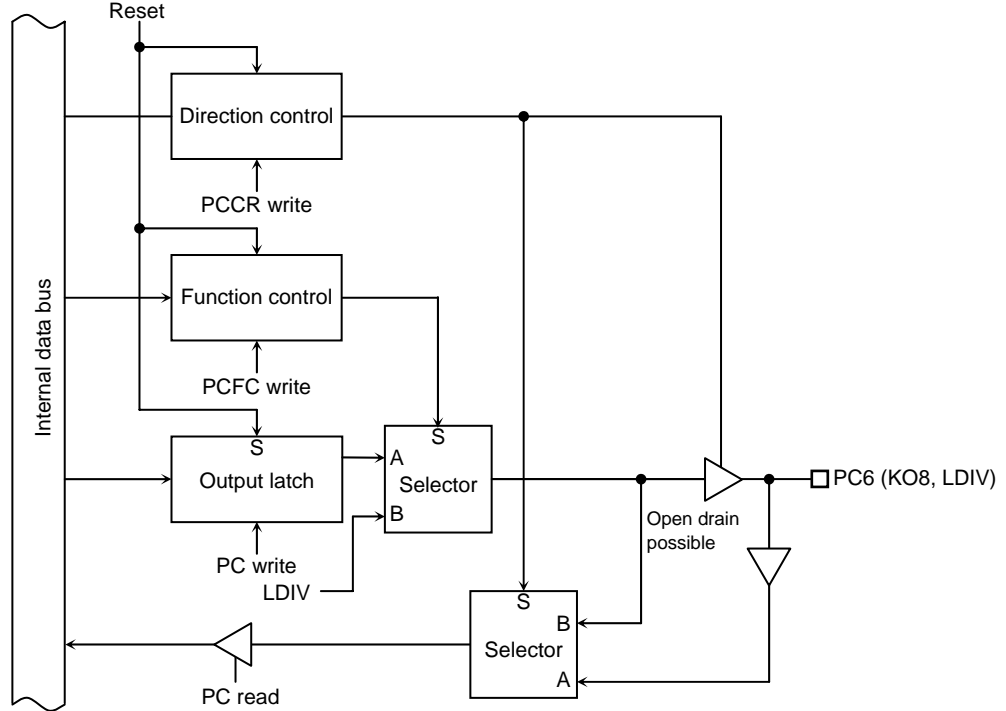 Reset
Direction control
PCCR write
Internal data bus
Function control
PCFC write
S
Output latch
PC write
S
A
Selector
B
LDIV
PC6 (KO8, LDIV)
Open drain
possible
S
B
Selector
A
PC read